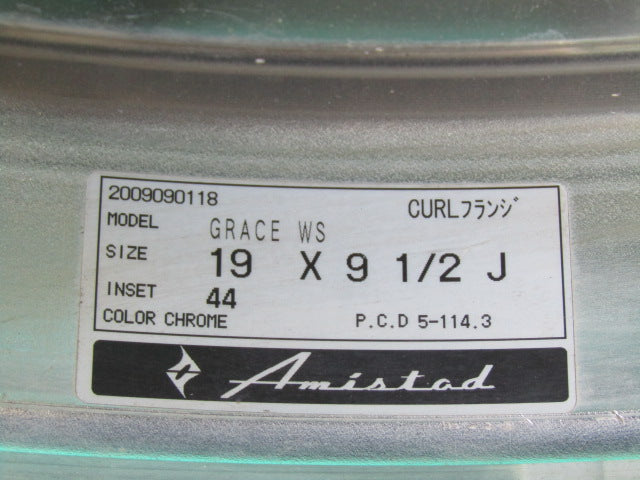 2009090118 CURLフランジ
MODEL GRACE WS
SIZE 19 X 9 1/2 J
INSET 44
COLOR CHROME P.C.D 5-114.3
Amistad